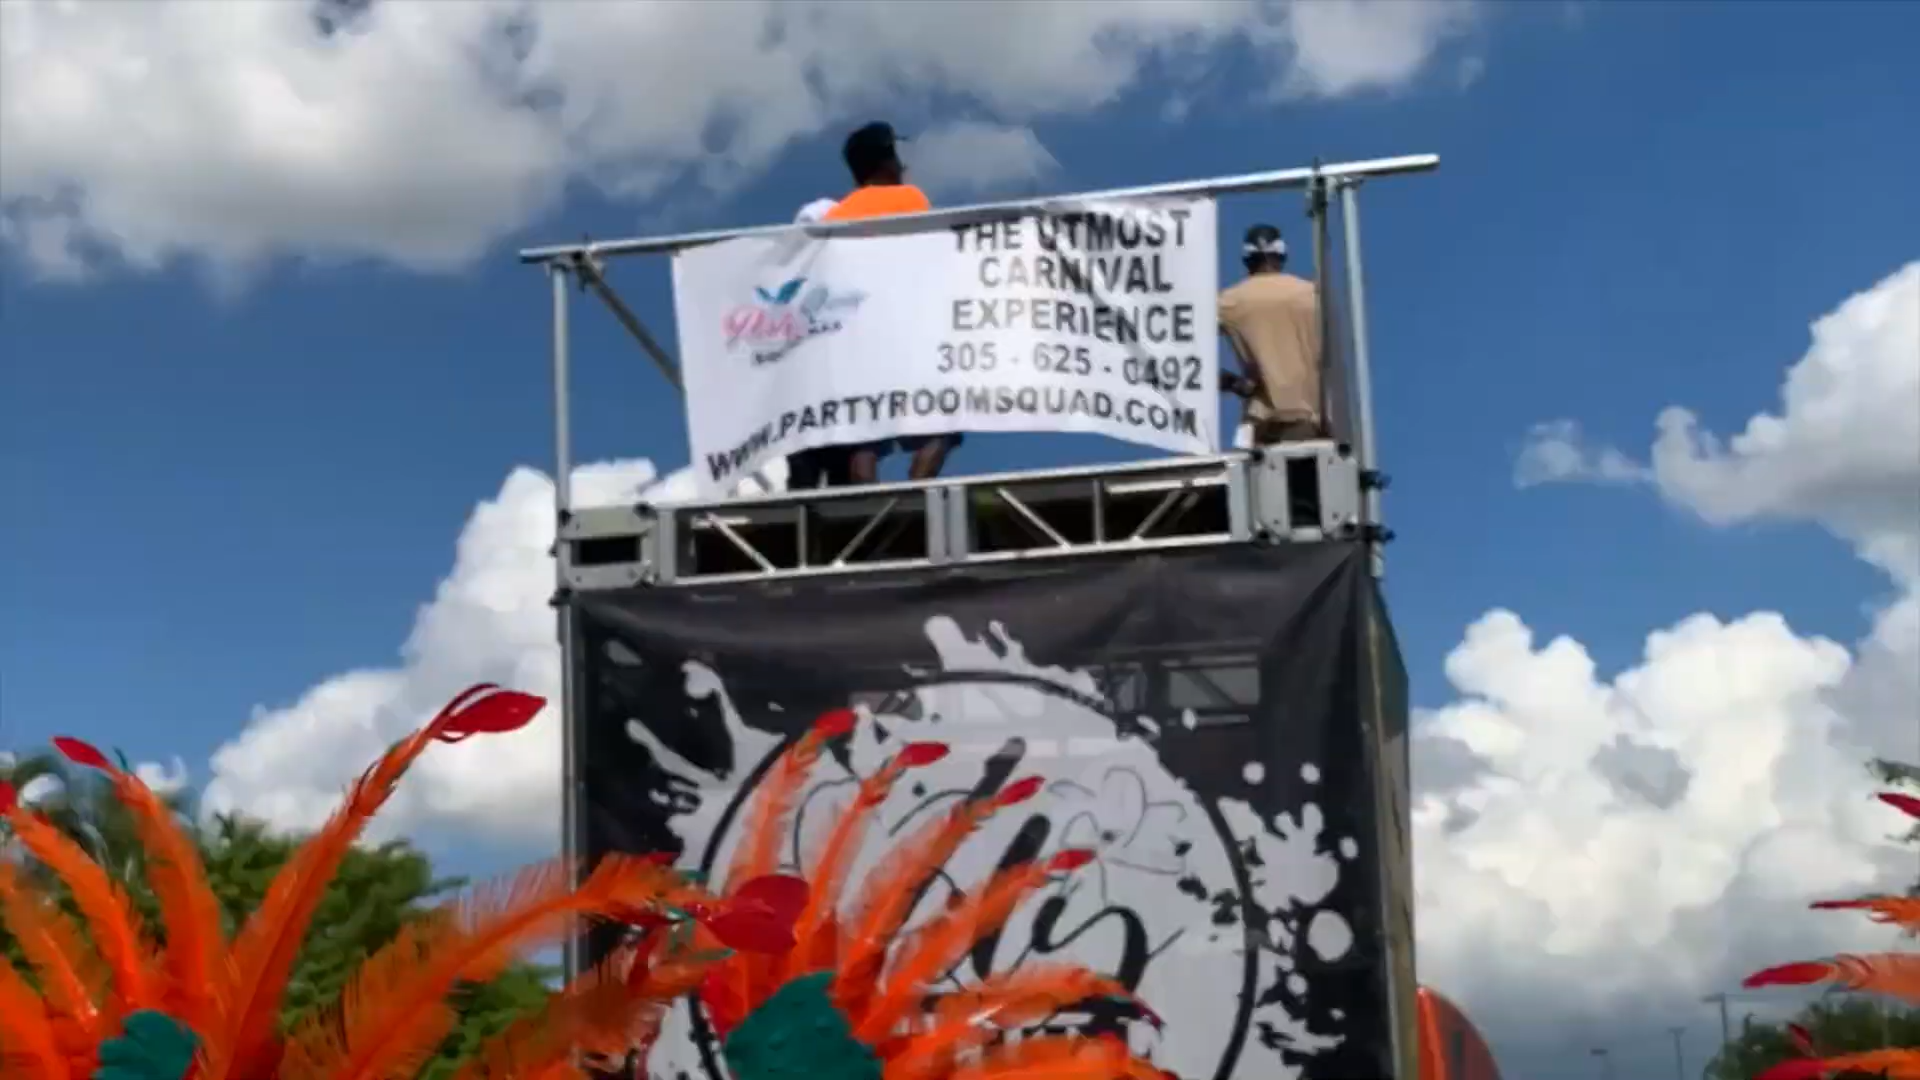 THE UTMOST
CARNIVAL
EXPERIENCE
305 - 625 - 0492
WWW.PARTYROOMSQUAD.COM